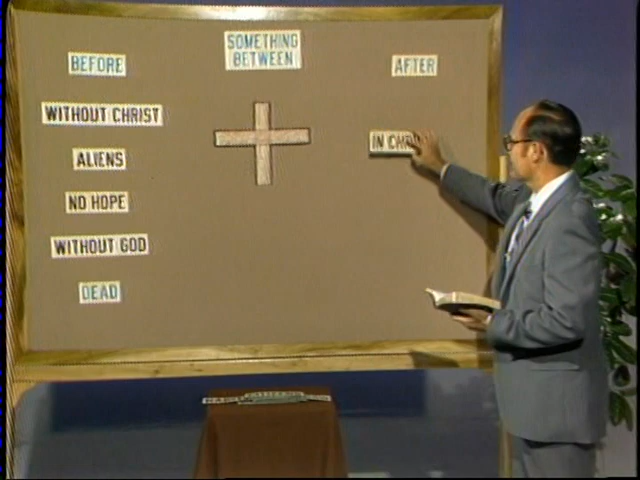 BEFORE
SOMETHING
BETWEEN
AFTER
WITHOUT CHRIST
ALIENS
NO HOPE
WITHOUT GOD
DEAD
IN